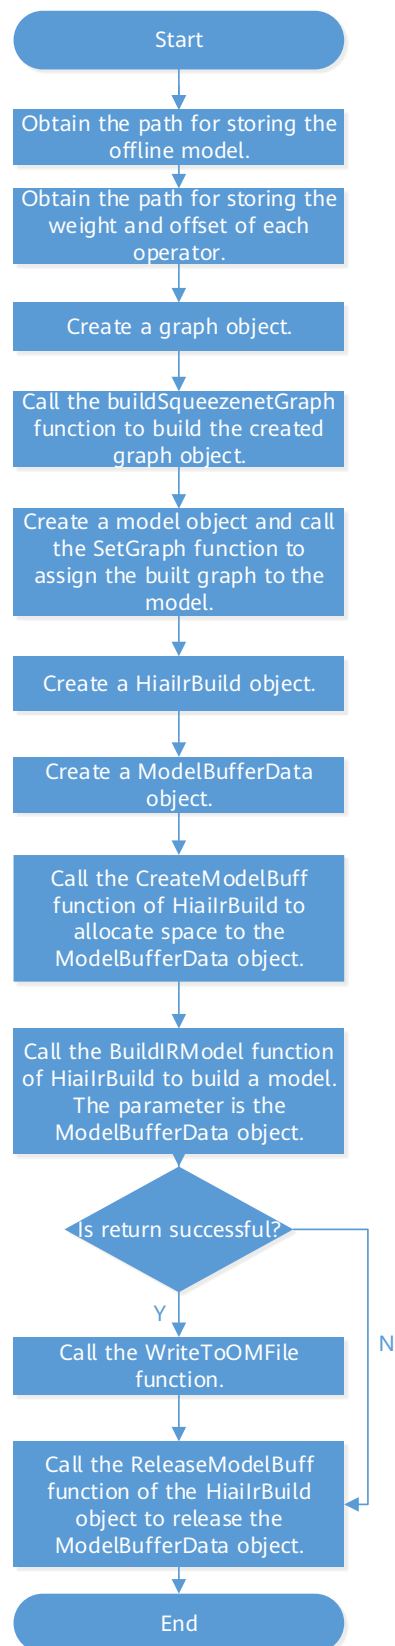 Start
Obtain the path for storing the
offline model.
Obtain the path for storing the
weight and offset of each
operator.
Create a graph object.
Call the buildSqueezenetGraph
function to build the created
graph object.
Create a model object and call
the SetGraph function to
assign the built graph to the
model.
Create a HiaiIrBuild object.
Create a ModelBufferData
object.
Call the CreateModelBuff
function of HiaiIrBuild to
allocate space to the
ModelBufferData object.
Call the BuildIRModel function
of HiaiIrBuild to build a model.
The parameter is the
ModelBufferData object.
Is return successful?
Y
N
Call the WriteToOMFile
function.
Call the ReleaseModelBuff
function of the HiaiIrBuild
object to release the
ModelBufferData object.
End